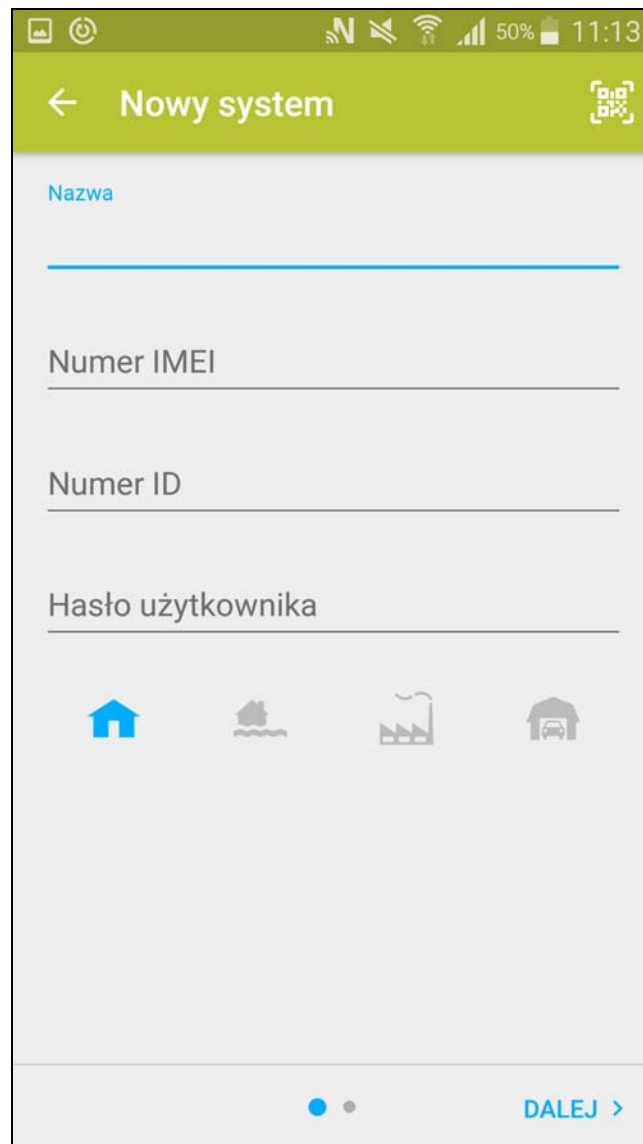 50% 11:13
Nowy system
Nazwa
Numer IMEI
Numer ID
Hasło użytkownika
DALEJ >